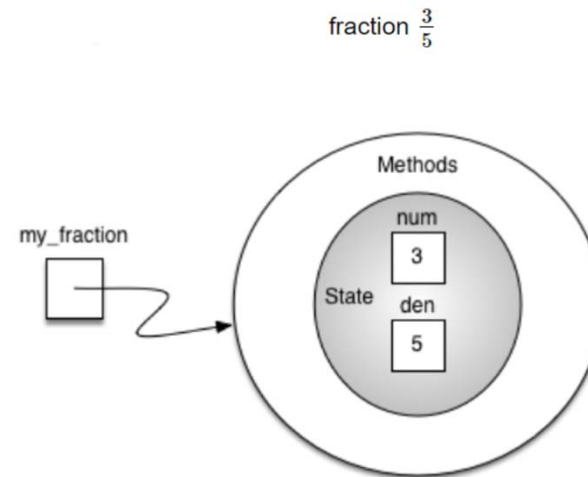 fraction 3/5
Methods
my_fraction
num
3
State
den
5